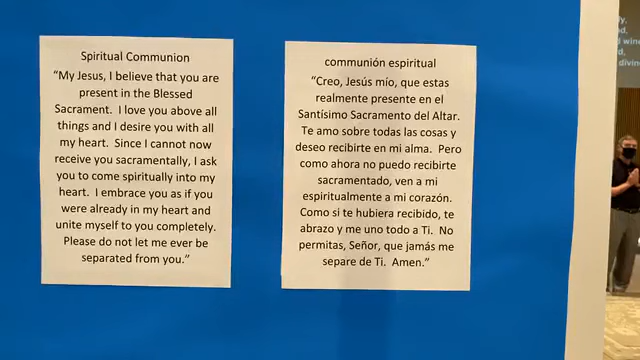 Spiritual Communion
“My Jesus, I believe that you are
present in the Blessed
Sacrament.  I love you above all
things and I desire you with all
my heart.  Since I cannot now
receive you sacramentally, I ask
you to come spiritually into my
heart.  I embrace you as if you
were already in my heart and
unite myself to you completely.
Please do not let me ever be
separated from you.”
communión espiritual
“Creo, Jesús mío, que estas
realmente presente en el
Santísimo Sacramento del Altar.
Te amo sobre todas las cosas y
deseo recibirte en mi alma.  Pero
como ahora no puedo recibirte
sacramentado, ven a mi
espiritualmente a mi corazón.
Como si te hubiera recibido, te
abrazo y me uno todo a Ti.  No
permitas, Señor, que jamás me
separe de Ti.  Amen.”